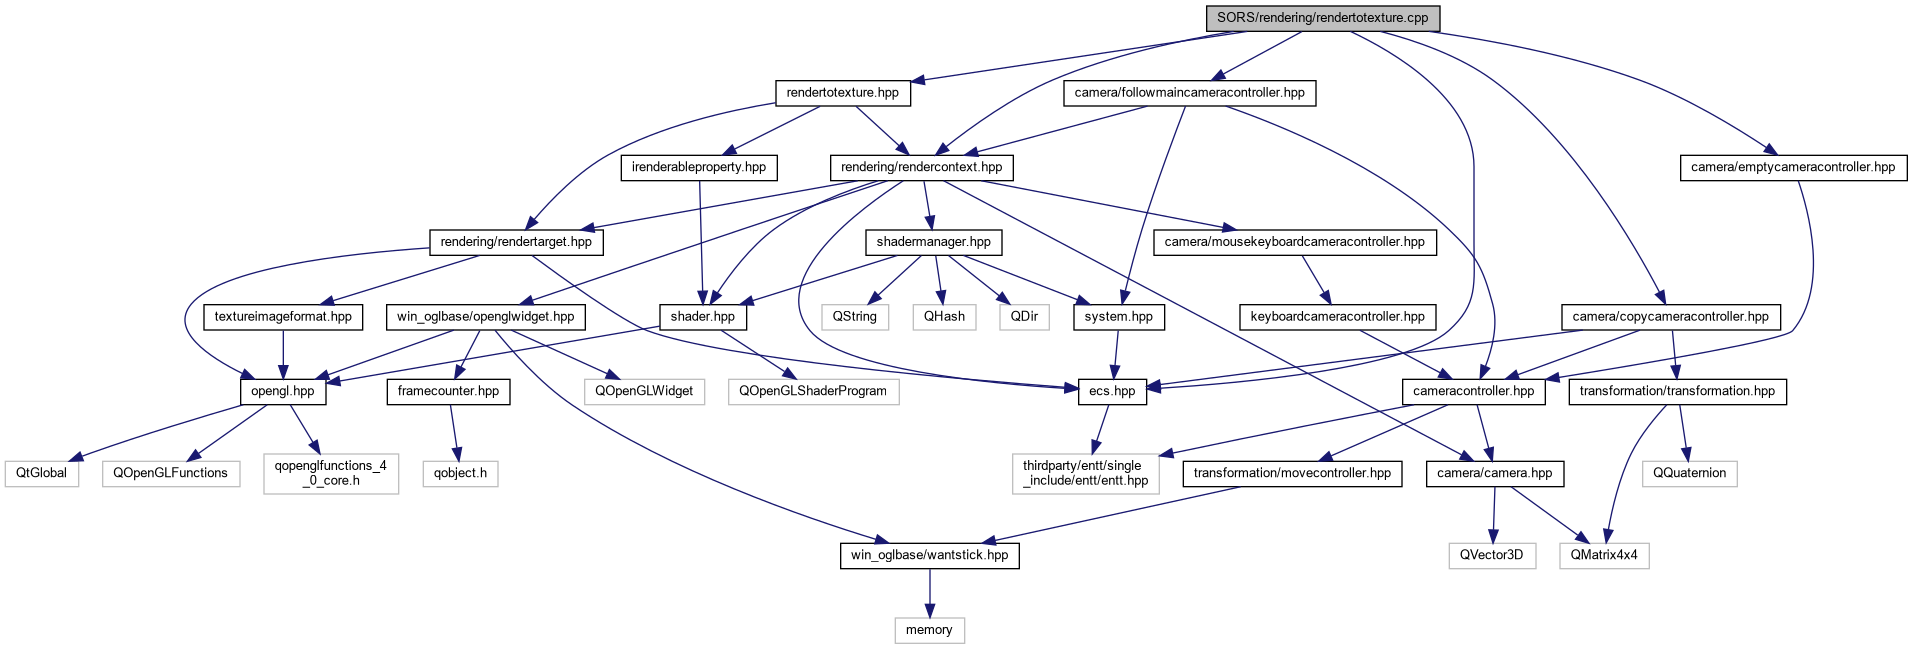 SORS/rendering/rendertotexture.cpp
rendertotexture.hpp
camera/followmaincameracontroller.hpp
irenderableproperty.hpp
rendering/rendercontext.hpp
camera/emptycameracontroller.hpp
rendering/rendertarget.hpp
shadermanager.hpp
camera/mousekeyboardcameracontroller.hpp
textureimageformat.hpp
win_oglbase/openglwidget.hpp
shader.hpp
QString
QHash
QDir
system.hpp
keyboardcameracontroller.hpp
camera/copycameracontroller.hpp
opengl.hpp
framecounter.hpp
QOpenGLWidget
QOpenGLShaderProgram
ecs.hpp
cameracontroller.hpp
transformation/transformation.hpp
QtGlobal
QOpenGLFunctions
qopenglfunctions_4
_0_core.h
qobject.h
thirdparty/entt/single
_include/entt/entt.hpp
transformation/movecontroller.hpp
camera/camera.hpp
QQuaternion
win_oglbase/wantstick.hpp
QVector3D
QMatrix4x4
memory